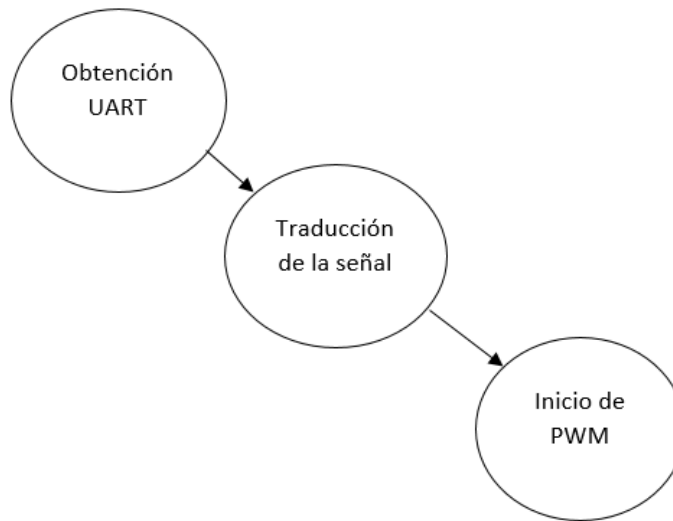 Obtención
UART
Traducción
de la señal
Inicio de
PWM